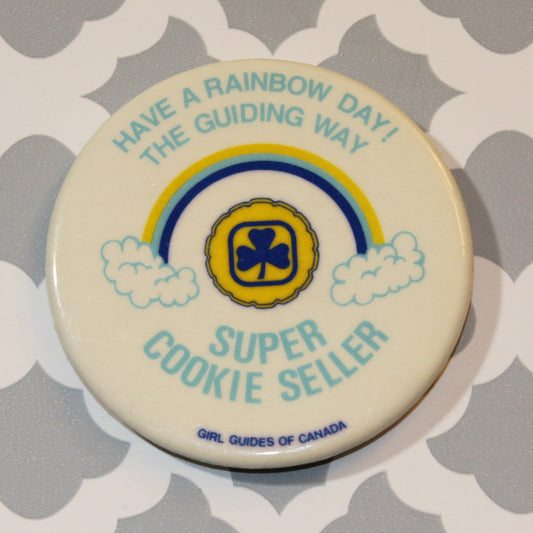 HAVE A RAINBOW DAY!
THE GUIDING WAY
SUPER
COOKIE SELLER
GIRL GUIDES OF CANADA